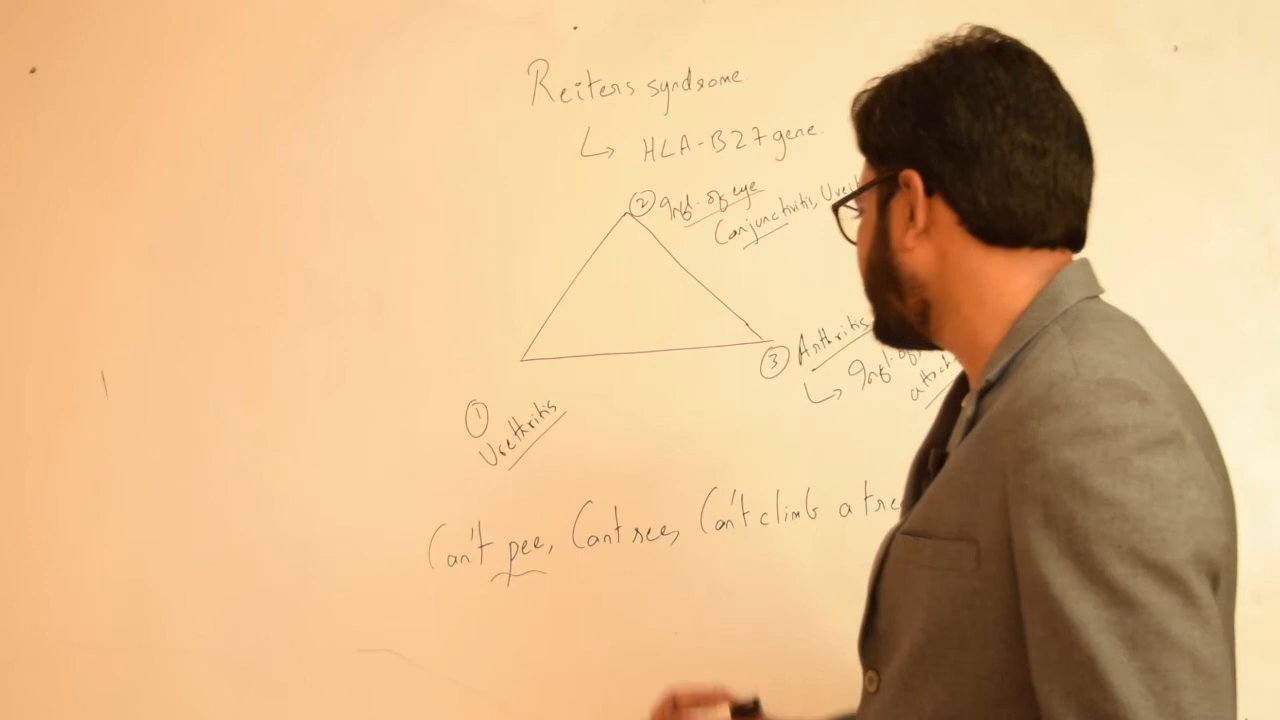 Reiters syndrome
↳ HLA-B27 gene.
② Infl. of eye
Conjunctivitis,
③ Arthritis
↳ Infl. of
①
Urethritis
Can't pee, Cant see, Can't climb a tree